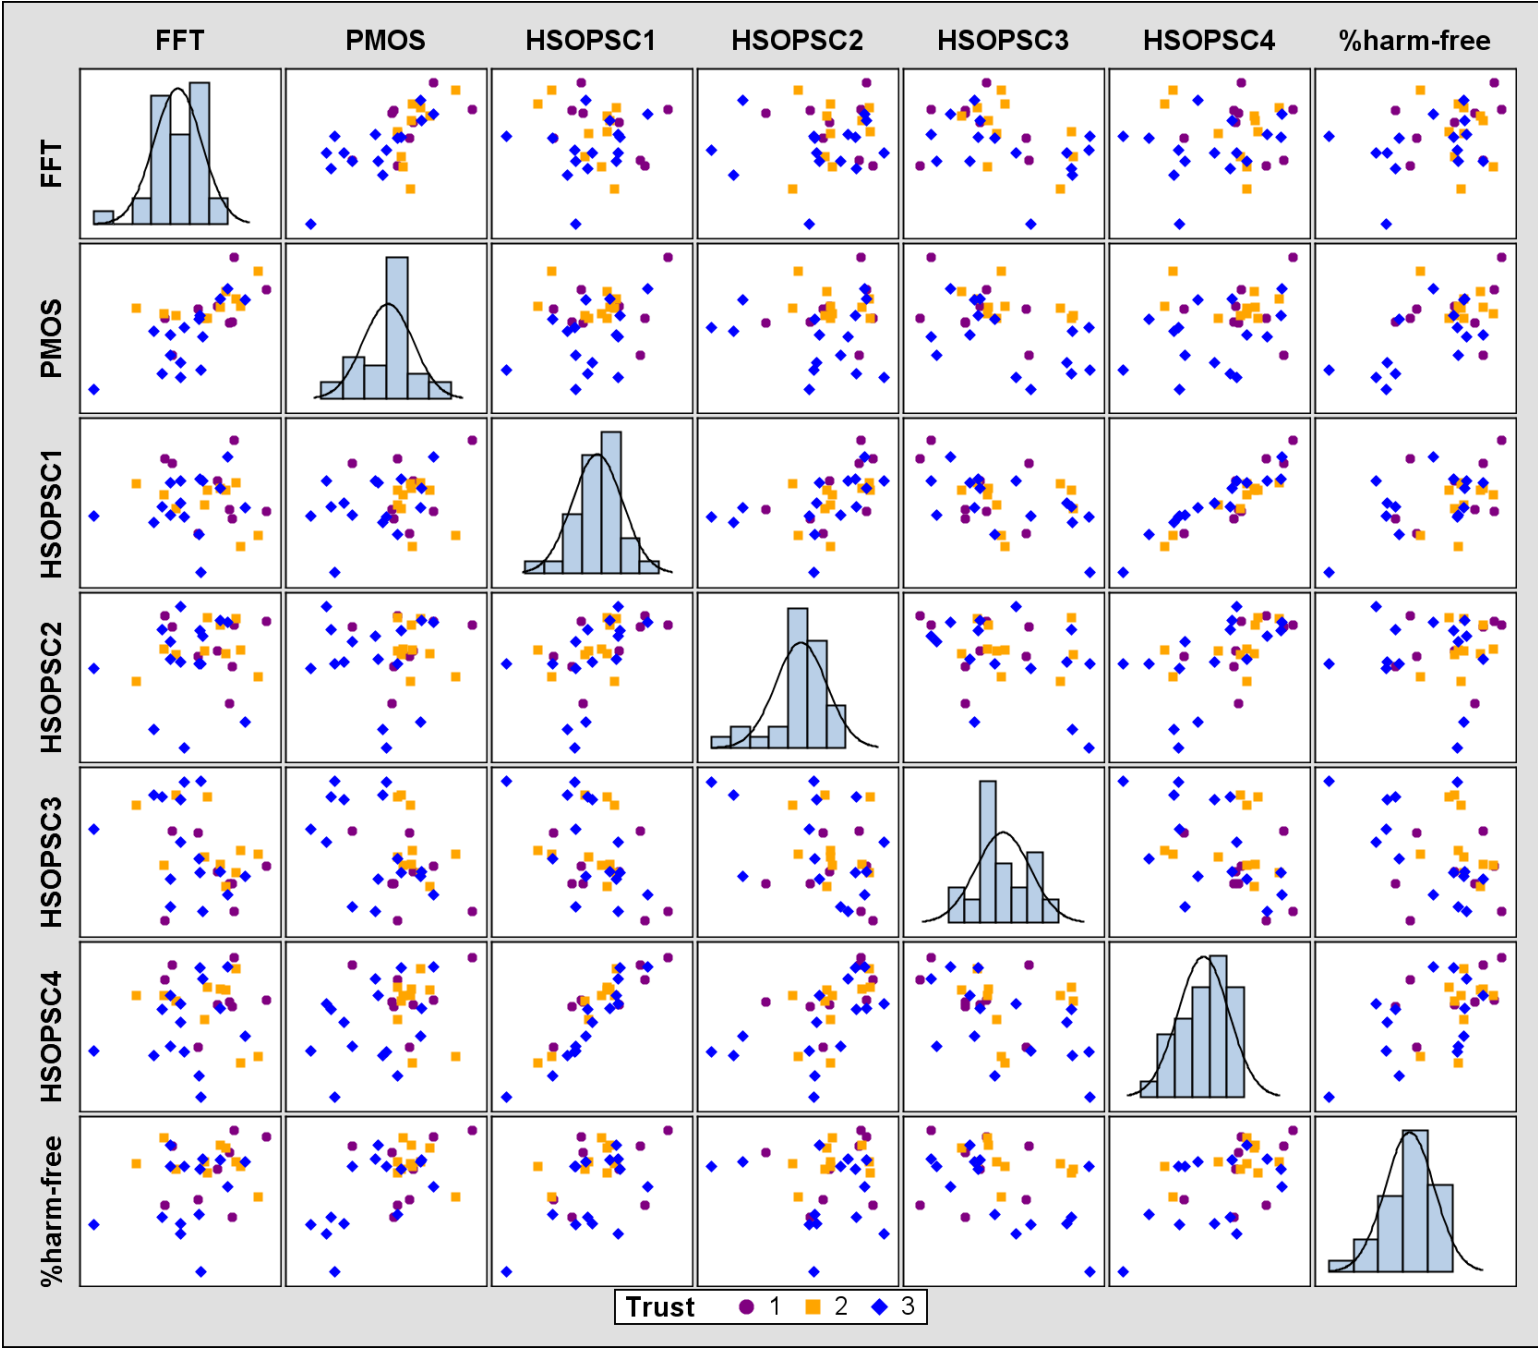 FFT PMOS HSOPSC1 HSOPSC2 HSOPSC3 HSOPSC4 %harm-free
FFT
PMOS
HSOPSC1
HSOPSC2
HSOPSC3
HSOPSC4
%harm-free
Trust 1 2 3